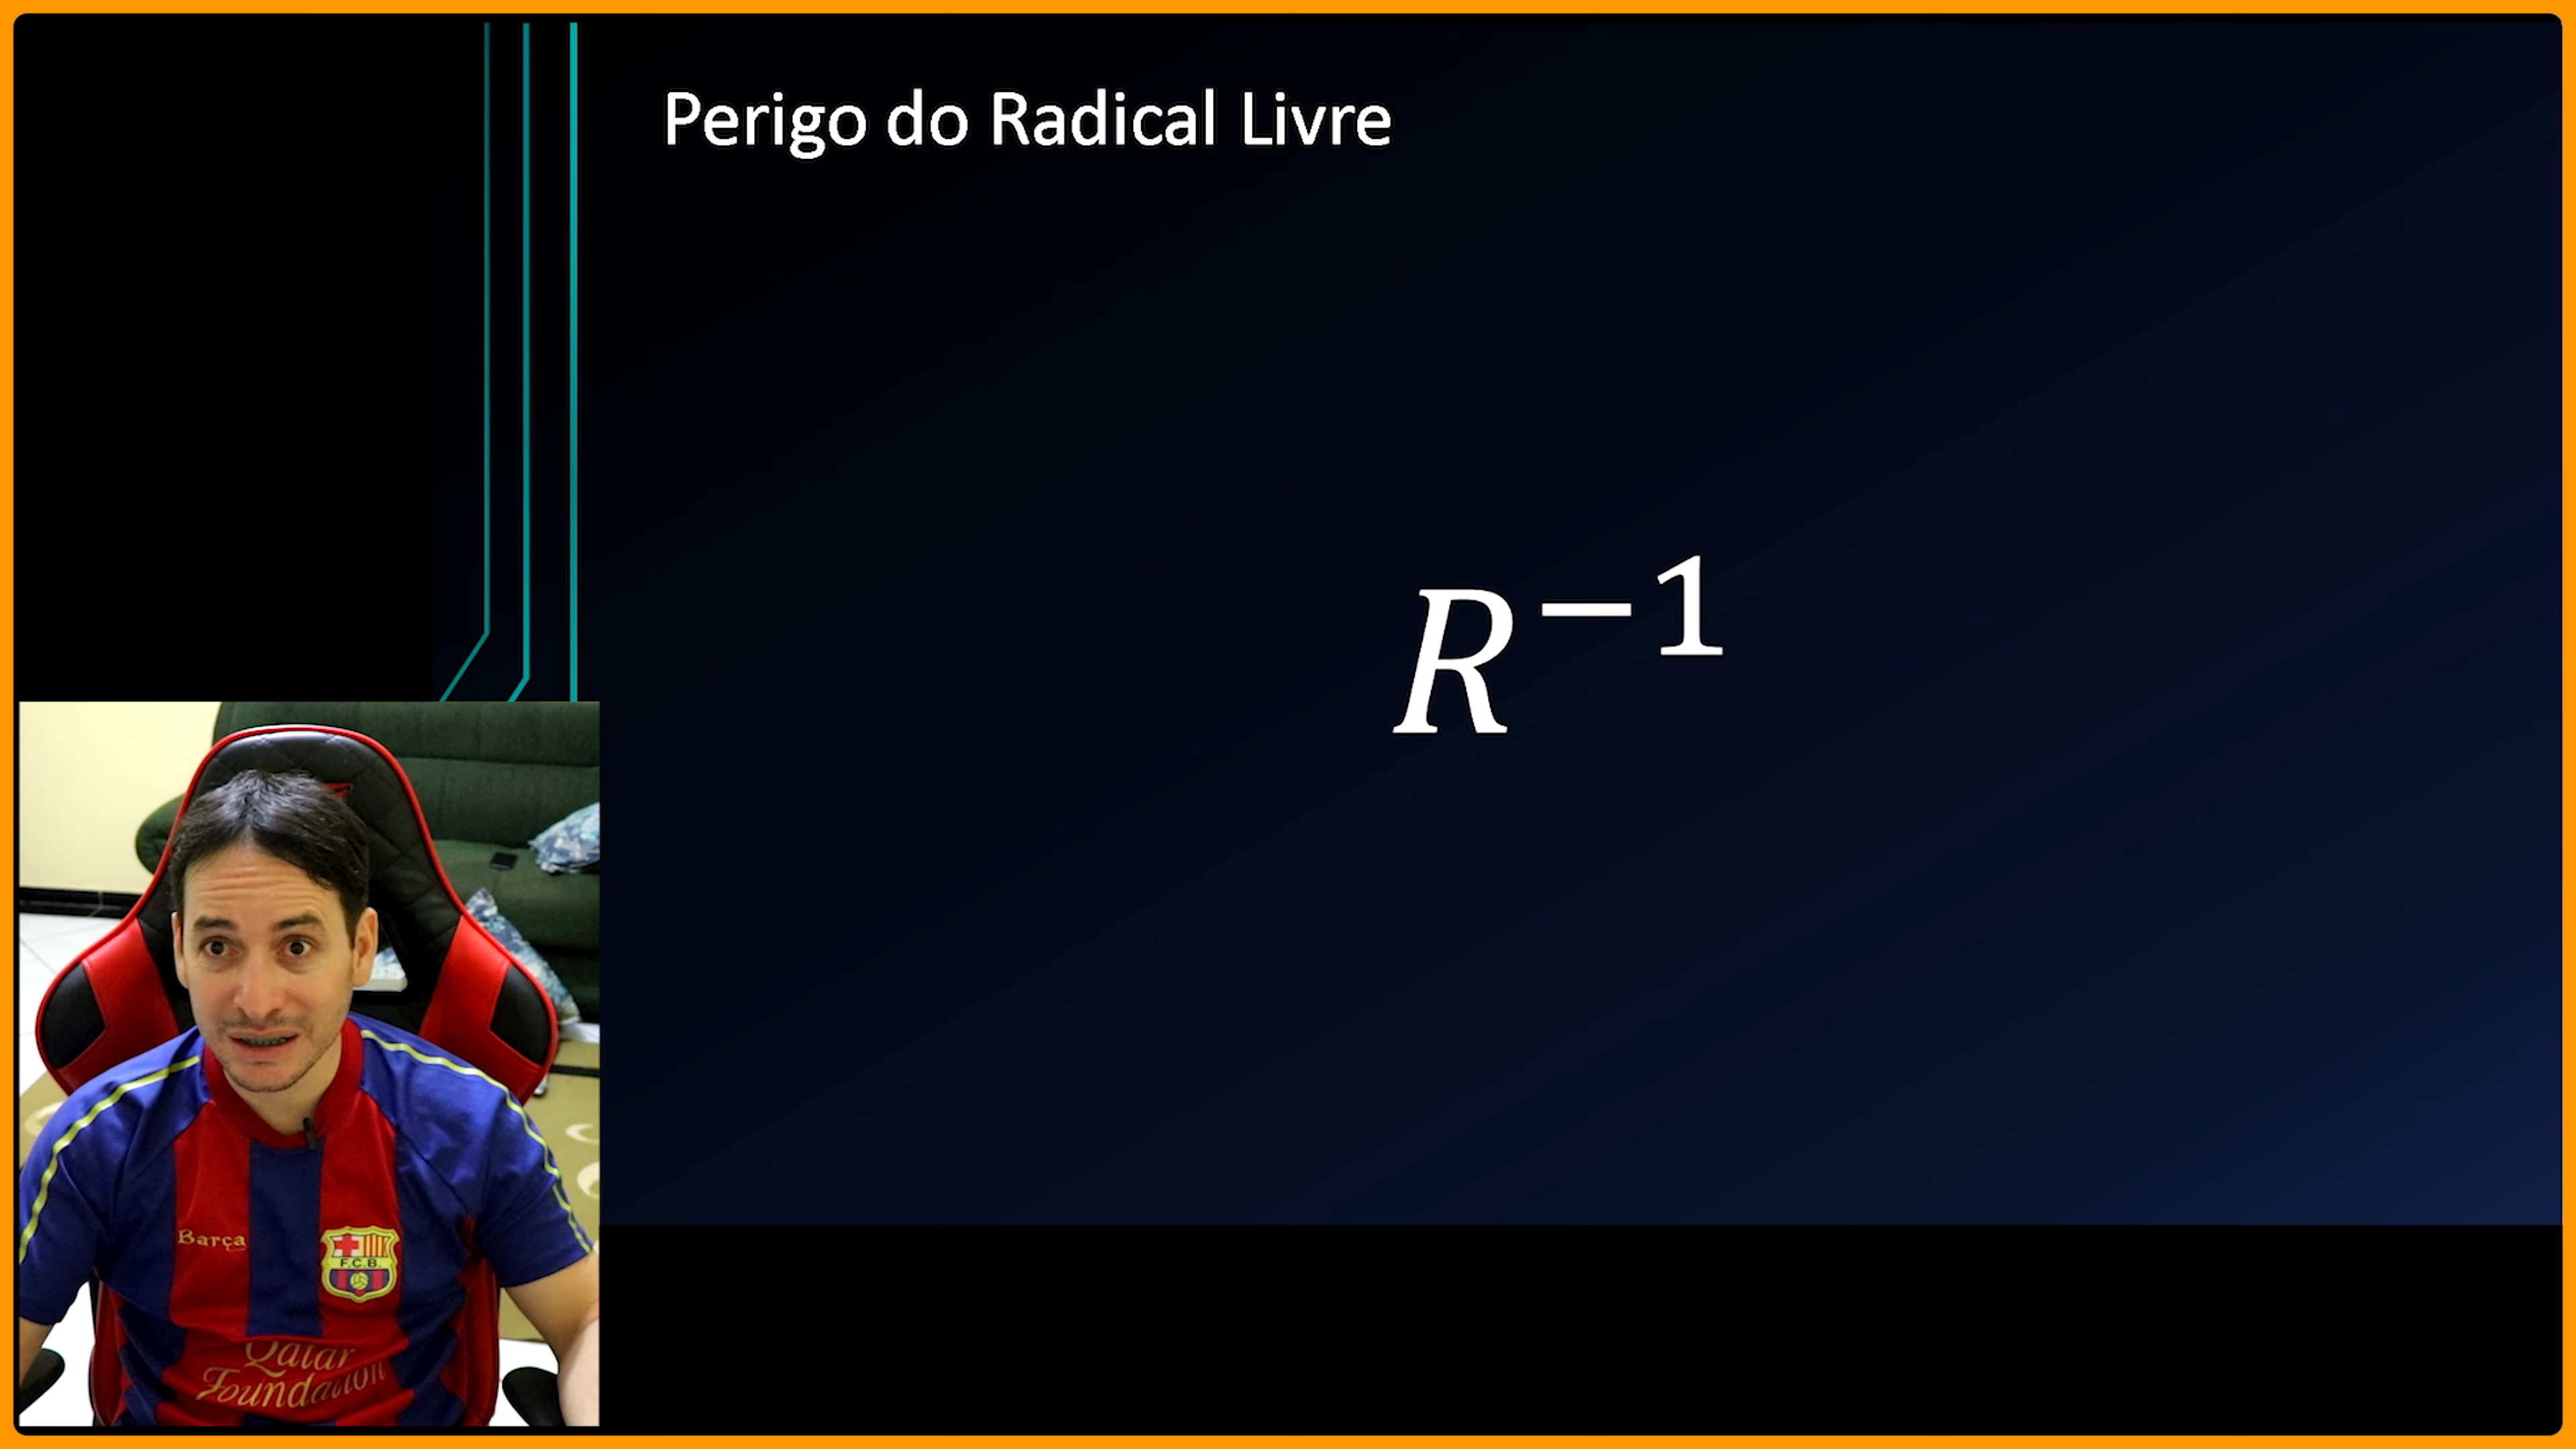 Perigo do Radical Livre
R⁻¹
Barça
F.C.B.
Qatar
Foundation